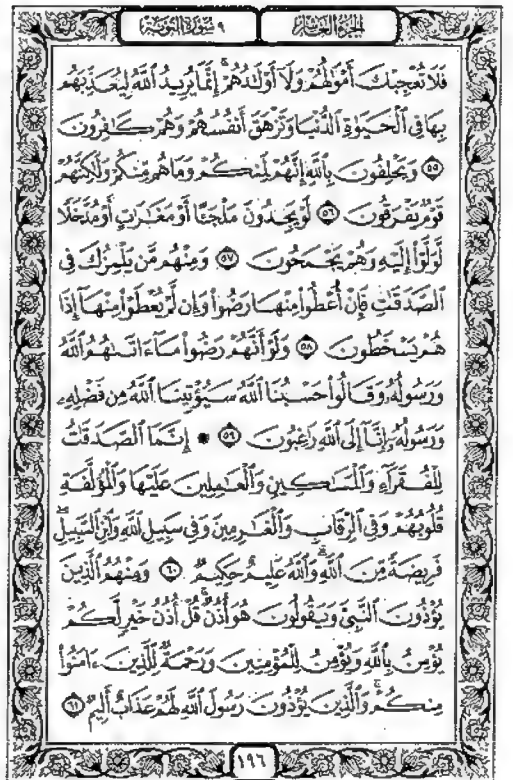 الجزء العاشر
٩ سورة التوبة
فَلَا تُعْجِبْكَ أَمْوَٰلُهُمْ وَلَآ أَوْلَٰدُهُمْ ۚ إِنَّمَا يُرِيدُ ٱللَّهُ لِيُعَذِّبَهُم
بِهَا فِى ٱلْحَيَوٰةِ ٱلدُّنْيَا وَتَزْهَقَ أَنفُسُهُمْ وَهُمْ كَٰفِرُونَ
٥٥ وَيَحْلِفُونَ بِٱللَّهِ إِنَّهُمْ لَمِنكُمْ وَمَا هُم مِّنكُمْ وَلَٰكِنَّهُمْ
قَوْمٌ يَفْرَقُونَ ٥٦ لَوْ يَجِدُونَ مَلْجَـًٔا أَوْ مَغَٰرَٰتٍ أَوْ مُدَّخَلًا
لَّوَلَّوْا۟ إِلَيْهِ وَهُمْ يَجْمَحُونَ ٥٧ وَمِنْهُم مَّن يَلْمِزُكَ فِى
ٱلصَّدَقَٰتِ فَإِنْ أُعْطُوا۟ مِنْهَا رَضُوا۟ وَإِن لَّمْ يُعْطَوْا۟ مِنْهَآ إِذَا
هُمْ يَسْخَطُونَ ٥٨ وَلَوْ أَنَّهُمْ رَضُوا۟ مَآ ءَاتَىٰهُمُ ٱللَّهُ
وَرَسُولُهُۥ وَقَالُوا۟ حَسْبُنَا ٱللَّهُ سَيُؤْتِينَا ٱللَّهُ مِن فَضْلِهِۦ
وَرَسُولُهُۥٓ إِنَّآ إِلَى ٱللَّهِ رَٰغِبُونَ ٥٩ ۞ إِنَّمَا ٱلصَّدَقَٰتُ
لِلْفُقَرَآءِ وَٱلْمَسَٰكِينِ وَٱلْعَٰمِلِينَ عَلَيْهَا وَٱلْمُؤَلَّفَةِ
قُلُوبُهُمْ وَفِى ٱلرِّقَابِ وَٱلْغَٰرِمِينَ وَفِى سَبِيلِ ٱللَّهِ وَٱبْنِ ٱلسَّبِيلِ ۖ
فَرِيضَةً مِّنَ ٱللَّهِ ۗ وَٱللَّهُ عَلِيمٌ حَكِيمٌ ٦٠ وَمِنْهُمُ ٱلَّذِينَ
يُؤْذُونَ ٱلنَّبِىَّ وَيَقُولُونَ هُوَ أُذُنٌ ۚ قُلْ أُذُنُ خَيْرٍ لَّكُمْ
يُؤْمِنُ بِٱللَّهِ وَيُؤْمِنُ لِلْمُؤْمِنِينَ وَرَحْمَةٌ لِّلَّذِينَ ءَامَنُوا۟
مِنكُمْ ۚ وَٱلَّذِينَ يُؤْذُونَ رَسُولَ ٱللَّهِ لَهُمْ عَذَابٌ أَلِيمٌ ٦١
١٩٦